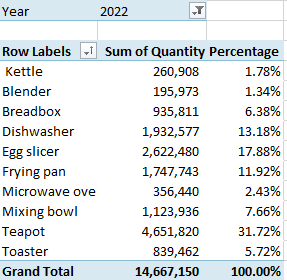 Year 2022
Row Labels Sum of Quantity Percentage
Kettle 260,908 1.78%
Blender 195,973 1.34%
Breadbox 935,811 6.38%
Dishwasher 1,932,577 13.18%
Egg slicer 2,622,480 17.88%
Frying pan 1,747,743 11.92%
Microwave ove 356,440 2.43%
Mixing bowl 1,123,936 7.66%
Teapot 4,651,820 31.72%
Toaster 839,462 5.72%
Grand Total 14,667,150 100.00%